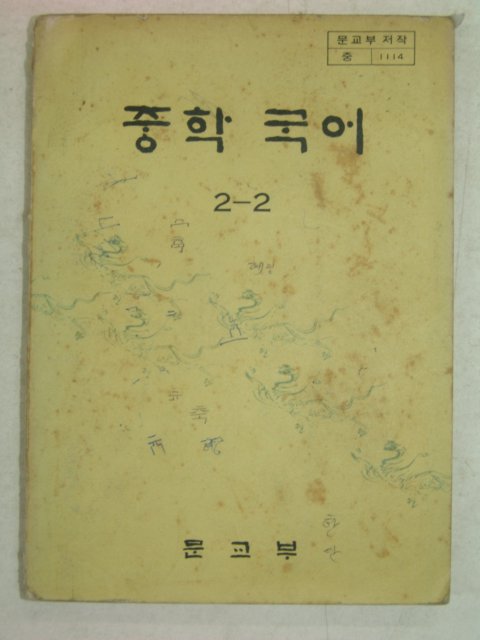 문교부 저작
중 1114
중학 국어
2-2
문교부